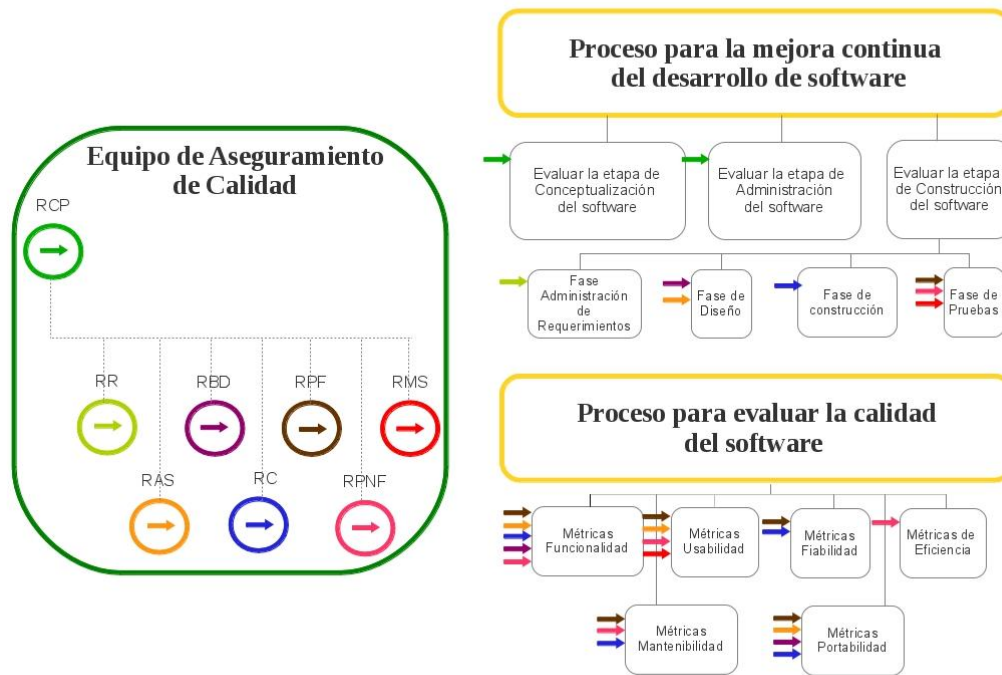 Equipo de Aseguramiento
de Calidad
RCP
RR
RBD
RPF
RMS
RAS
RC
RPNF
Proceso para la mejora continua
del desarrollo de software
Evaluar la etapa de
Conceptualización
del software
Evaluar la etapa de
Administración
del software
Evaluar la etapa
de Construcción
del software
Fase
Administración
de
Requerimientos
Fase de
Diseño
Fase de
construcción
Fase de
Pruebas
Proceso para evaluar la calidad
del software
Métricas
Funcionalidad
Métricas
Usabilidad
Métricas
Fiabilidad
Métricas de
Eficiencia
Métricas
Mantenibilidad
Métricas
Portabilidad